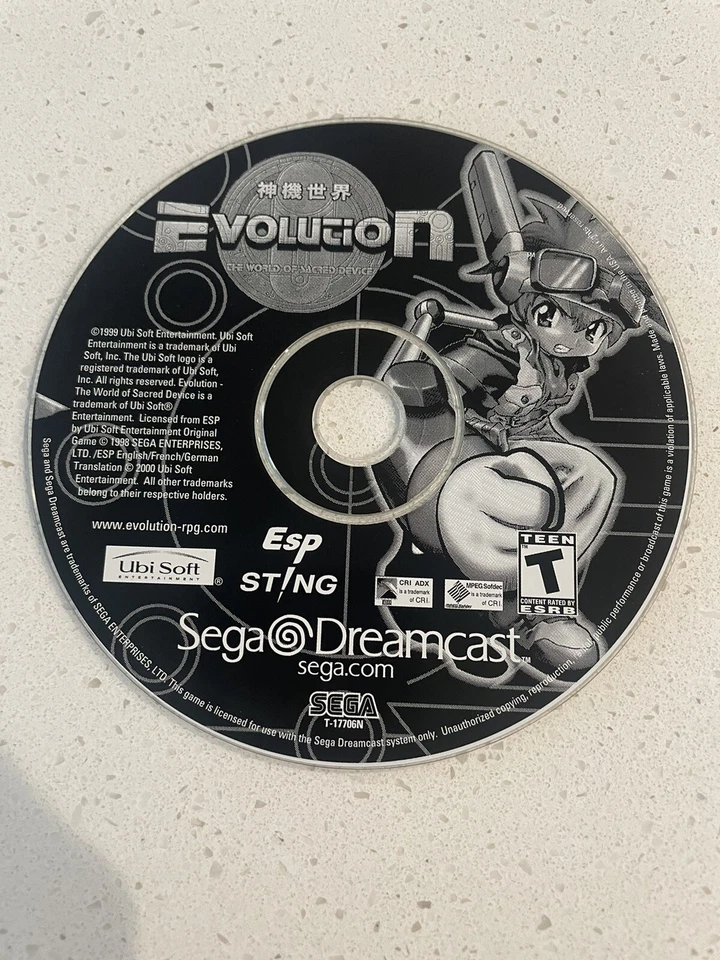 神機世界
EVOLUTION
THE WORLD OF SACRED DEVICE
TM
©1999 Ubi Soft Entertainment. Ubi Soft
Entertainment is a trademark of Ubi
Soft, Inc. The Ubi Soft logo is a
registered trademark of Ubi Soft,
Inc. All rights reserved. Evolution -
The World of Sacred Device is a
trademark of Ubi Soft®
Entertainment. Licensed from ESP
by Ubi Soft Entertainment Original
Game © 1998 SEGA ENTERPRISES,
LTD. /ESP English/French/German
Translation © 2000 Ubi Soft
Entertainment. All other trademarks
belong to their respective holders.
www.evolution-rpg.com
Ubi Soft
ENTERTAINMENT
®
Esp
STING
CRI ADX
is a trademark
of CRI.
MPEG Sofdec
is a trademark
of CRI.
TEEN
TM
T
CONTENT RATED BY
ESRB
Sega Dreamcast
TM
sega.com
SEGA
T-17706N
Sega and Sega Dreamcast are trademarks of SEGA ENTERPRISES, LTD. This game is licensed for use with the Sega Dreamcast system only. Unauthorized copying, reproduction, public performance or broadcast of this game is a violation of applicable laws. Made